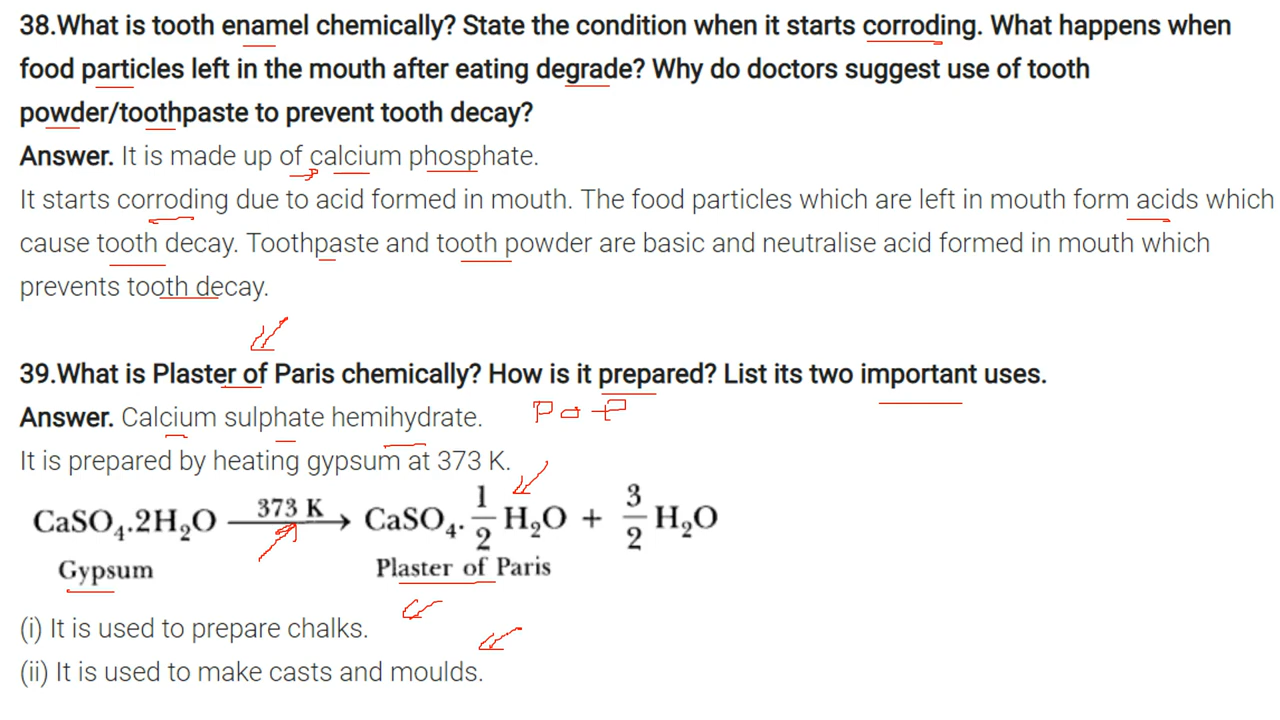 38.What is tooth enamel chemically? State the condition when it starts corroding. What happens when
food particles left in the mouth after eating degrade? Why do doctors suggest use of tooth
powder/toothpaste to prevent tooth decay?
Answer. It is made up of calcium phosphate.
It starts corroding due to acid formed in mouth. The food particles which are left in mouth form acids which
cause tooth decay. Toothpaste and tooth powder are basic and neutralise acid formed in mouth which
prevents tooth decay.
39.What is Plaster of Paris chemically? How is it prepared? List its two important uses.
Answer. Calcium sulphate hemihydrate. P o P
It is prepared by heating gypsum at 373 K.
CaSO₄.2H₂O —373 K→ CaSO₄. 1/2 H₂O + 3/2 H₂O
Gypsum Plaster of Paris
(i) It is used to prepare chalks.
(ii) It is used to make casts and moulds.